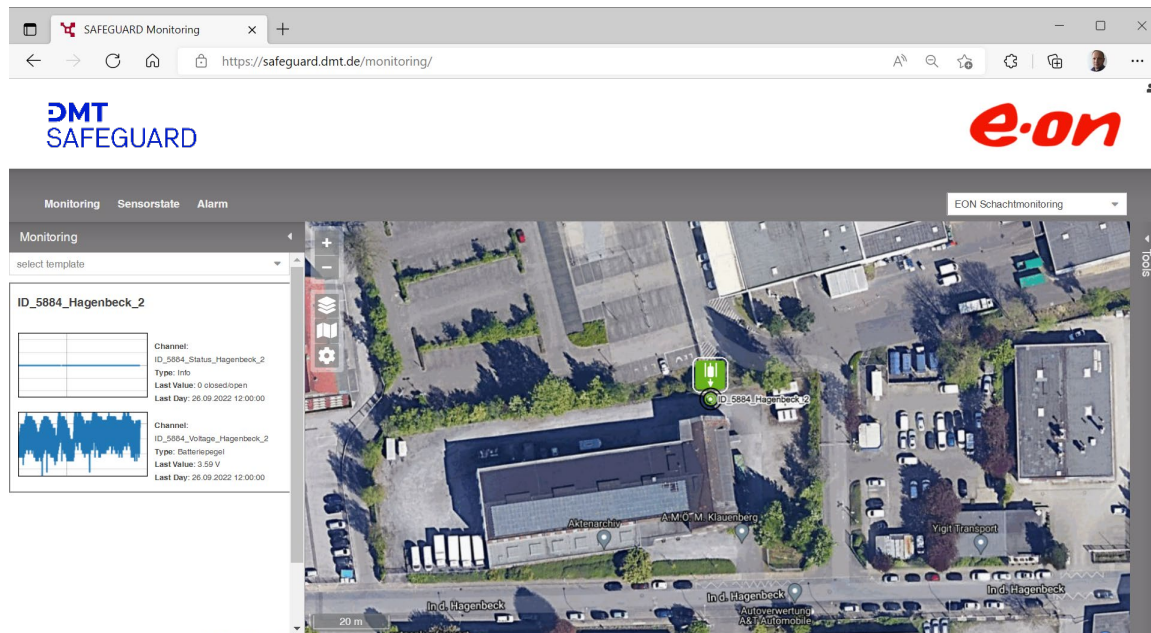 SAFEGUARD Monitoring
https://safeguard.dmt.de/monitoring/
DMT
SAFEGUARD
e·on
Monitoring Sensorstate Alarm
EON Schachtmonitoring
Monitoring
select template
Tools
ID_5884_Hagenbeck_2
Channel:
ID_5884_Status_Hagenbeck_2
Type: Info
Last Value: 0 closed/open
Last Day: 26.09.2022 12:00:00
Channel:
ID_5884_Voltage_Hagenbeck_2
Type: Batteriepegel
Last Value: 3.59 V
Last Day: 26.09.2022 12:00:00
ID_5884_Hagenbeck_2
Aktenarchiv
A.M.Ö.M. Klauenberg
Yigit Transport
In d. Hagenbeck
In d. Hagenbeck
In d. Hagenbeck
Autoverwertung
A&T Automobile
20 m